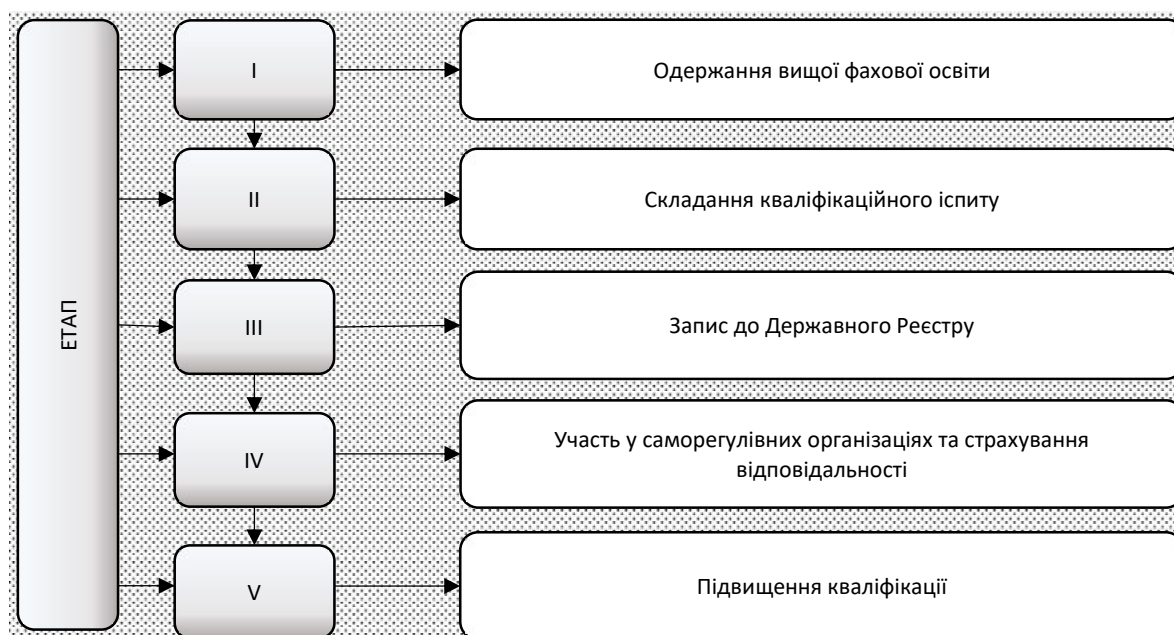 ЕТАП
I
Одержання вищої фахової освіти
II
Складання кваліфікаційного іспиту
III
Запис до Державного Реєстру
IV
Участь у саморегулівних організаціях та страхування
відповідальності
V
Підвищення кваліфікації